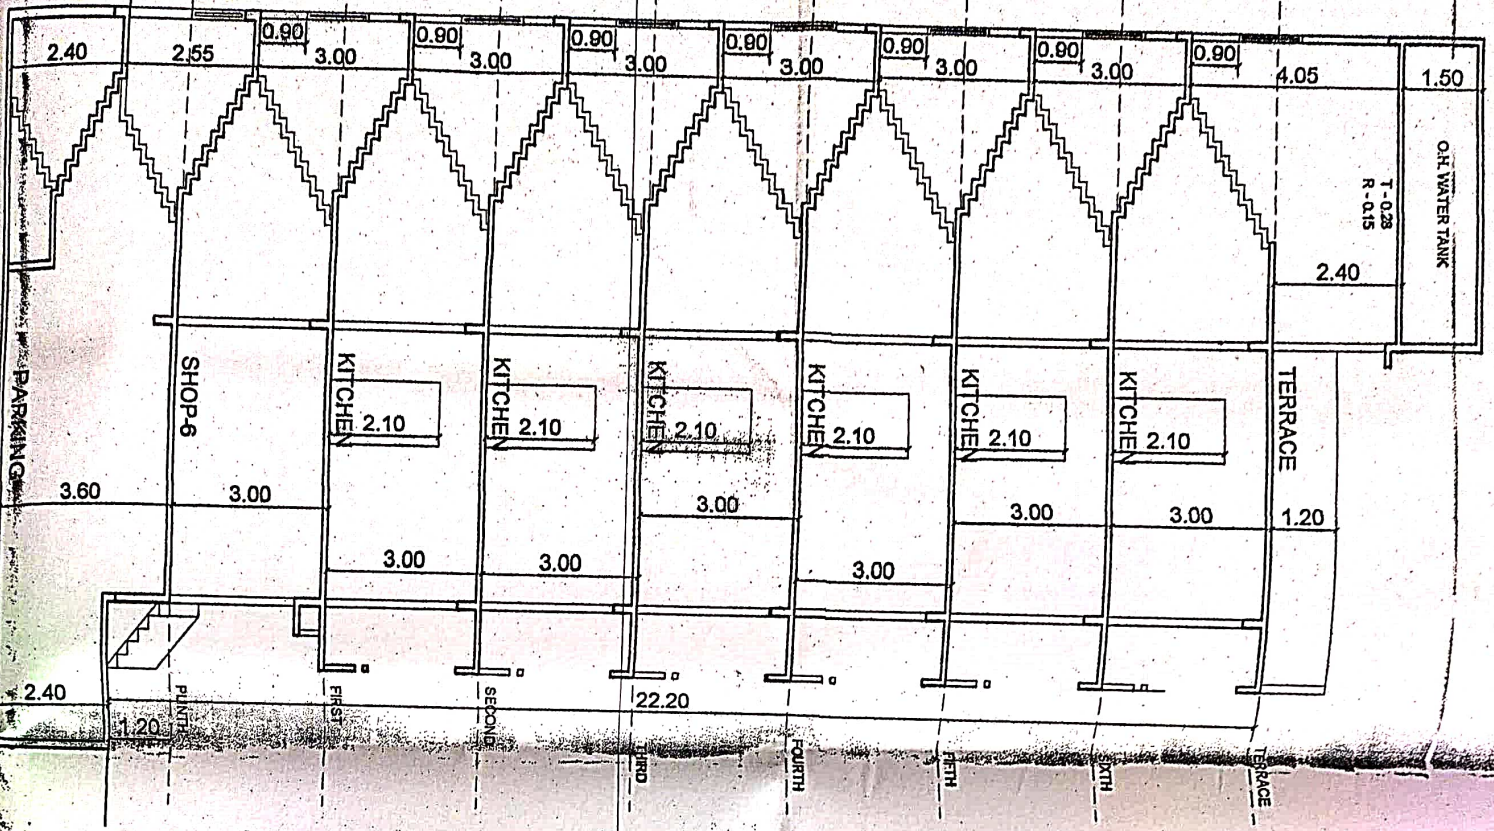 0.90
0.90
0.90
0.90
0.90
0.90
0.90
2.40
2.55
3.00
3.00
3.00
3.00
3.00
3.00
4.05
1.50
O.H. WATER TANK
T - 0.28
R - 0.15
2.40
PARKING
SHOP-6
KITCHEN
KITCHEN
KITCHEN
KITCHEN
KITCHEN
KITCHEN
TERRACE
2.10
2.10
2.10
2.10
2.10
2.10
3.60
3.00
3.00
3.00
3.00
1.20
3.00
3.00
3.00
2.40
22.20
1.20
PLINTH
FIRST
SECOND
THIRD
FOURTH
FIFTH
SIXTH
TERRACE